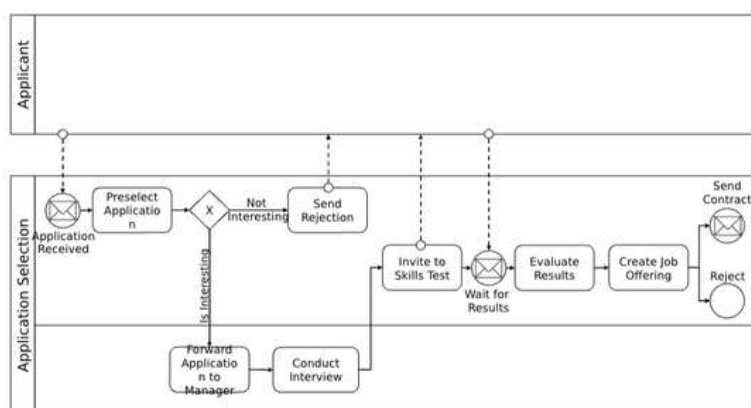 Applicant
Application Selection
Application
Received
Preselect
Applicatio
n
X
Not
Interesting
Send
Rejection
Is Interesting
Forward
Applicatio
n to
Manager
Conduct
Interview
Invite to
Skills Test
Wait for
Results
Evaluate
Results
Create Job
Offering
Send
Contract
Reject